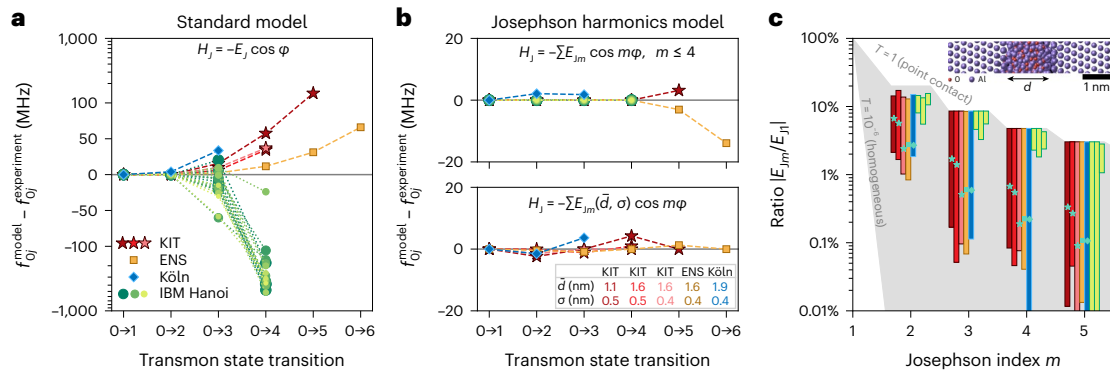 a
Standard model
H_J = −E_J cos φ
1,000
100
50
0
−50
−100
−1,000
f_0j^model − f_0j^experiment (MHz)
KIT
ENS
Köln
IBM Hanoi
0→1 0→2 0→3 0→4 0→5 0→6
Transmon state transition
b
Josephson harmonics model
H_J = −∑E_Jm cos mφ, m ≤ 4
20
0
−20
H_J = −∑E_Jm(d̄, σ) cos mφ
20
0
−20
f_0j^model − f_0j^experiment (MHz)
KIT KIT KIT ENS Köln
d̄ (nm) 1.1 1.6 1.6 1.6 1.9
σ (nm) 0.5 0.5 0.4 0.4 0.4
0→1 0→2 0→3 0→4 0→5 0→6
Transmon state transition
c
100%
10%
1%
0.1%
0.01%
Ratio |E_Jm/E_J1|
T = 1 (point contact)
T = 10⁻⁶ (homogeneous)
O Al
d
1 nm
1 2 3 4 5
Josephson index m